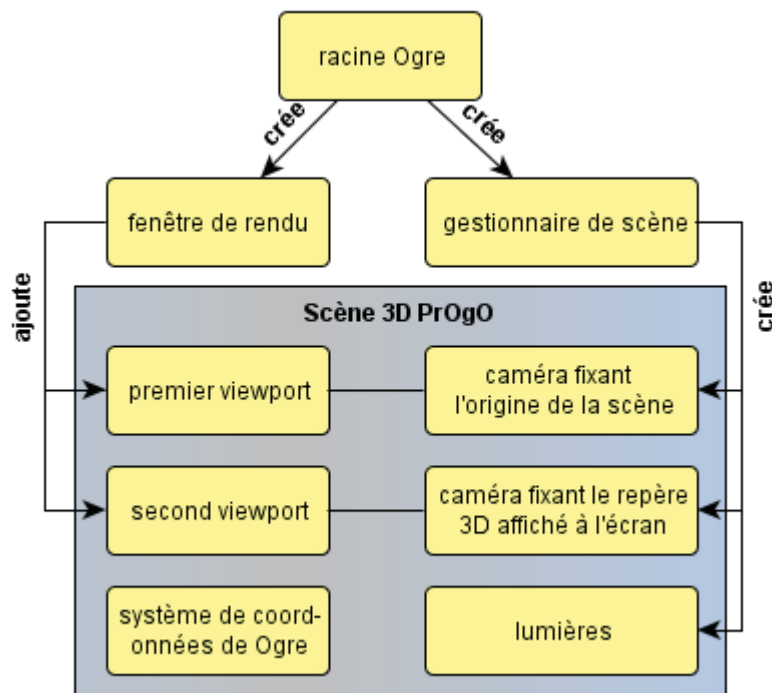 racine Ogre
crée
crée
fenêtre de rendu
gestionnaire de scène
ajoute
crée
Scène 3D PrOgO
premier viewport
caméra fixant
l'origine de la scène
second viewport
caméra fixant le repère
3D affiché à l'écran
système de coord-
onnées de Ogre
lumières